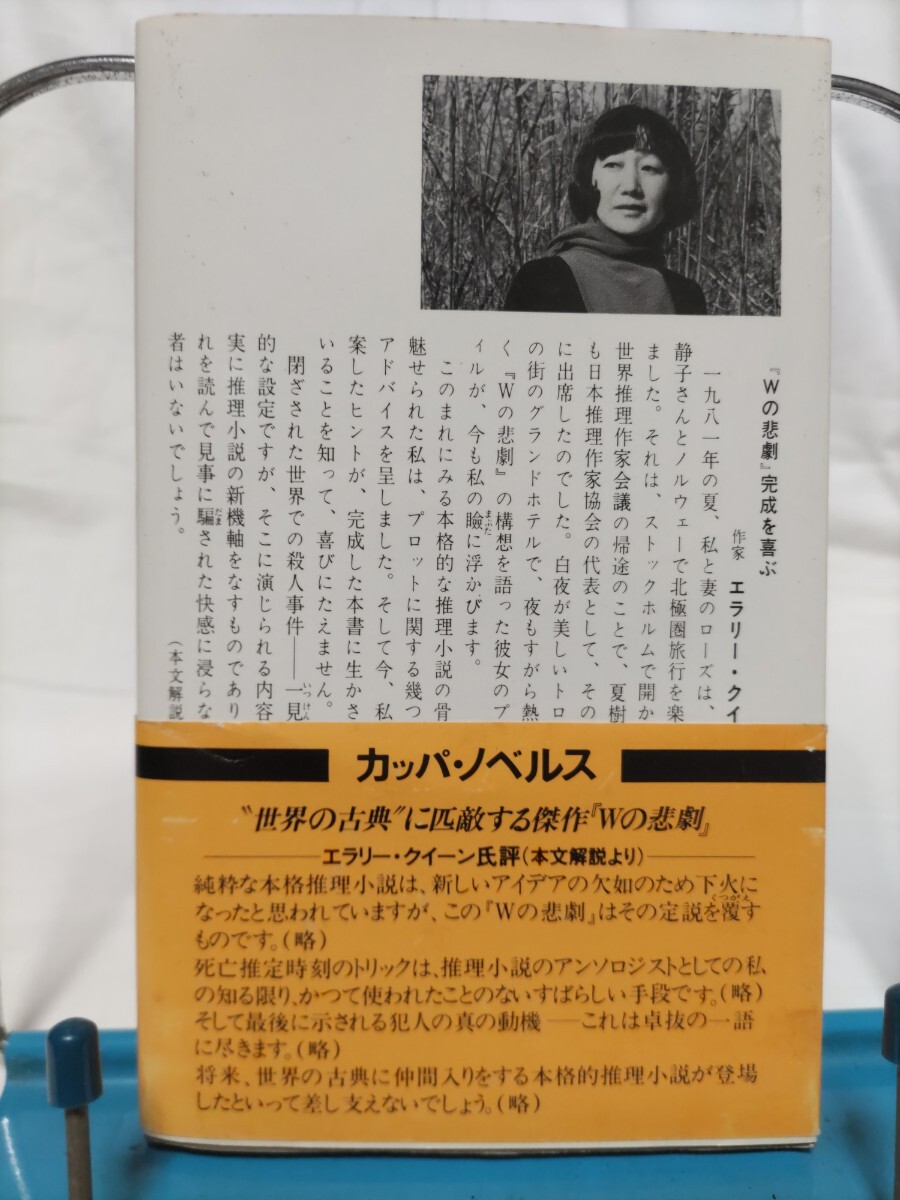 『Wの悲劇』完成を喜ぶ
作家 エラリー・クイ
一九八一年の夏、私と妻のローズは、
静子さんとノルウェーで北極圏旅行を楽
ました。それは、ストックホルムで開か
世界推理作家会議の帰途のことで、夏樹
も日本推理作家協会の代表として、その
に出席したのでした。白夜が美しいトロ
の街のグランドホテルで、夜もすがら熱
く『Wの悲劇』の構想を語った彼女のプ
ィルが、今も私の瞼に浮かびます。
まぶた
このまれにみる本格的な推理小説の骨
魅せられた私は、プロットに関する幾つ
アドバイスを呈しました。そして今、私
案したヒントが、完成した本書に生かさ
いることを知って、喜びにたえません。
閉ざされた世界での殺人事件――一見
いっけん
的な設定ですが、そこに演じられる内容
実に推理小説の新機軸をなすものであり
れを読んで見事に騙された快感に浸らな
だま
者はいないでしょう。
(本文解説
カッパ・ノベルス
〝世界の古典〟に匹敵する傑作『Wの悲劇』
エラリー・クイーン氏評(本文解説より)
純粋な本格推理小説は、新しいアイデアの欠如のため下火に
なったと思われていますが、この『Wの悲劇』はその定説を覆す
くつがえ
ものです。(略)
死亡推定時刻のトリックは、推理小説のアンソロジストとしての私
の知る限り、かつて使われたことのないすばらしい手段です。(略)
そして最後に示される犯人の真の動機――これは卓抜の一語
に尽きます。(略)
将来、世界の古典に仲間入りをする本格的推理小説が登場
したといって差し支えないでしょう。(略)